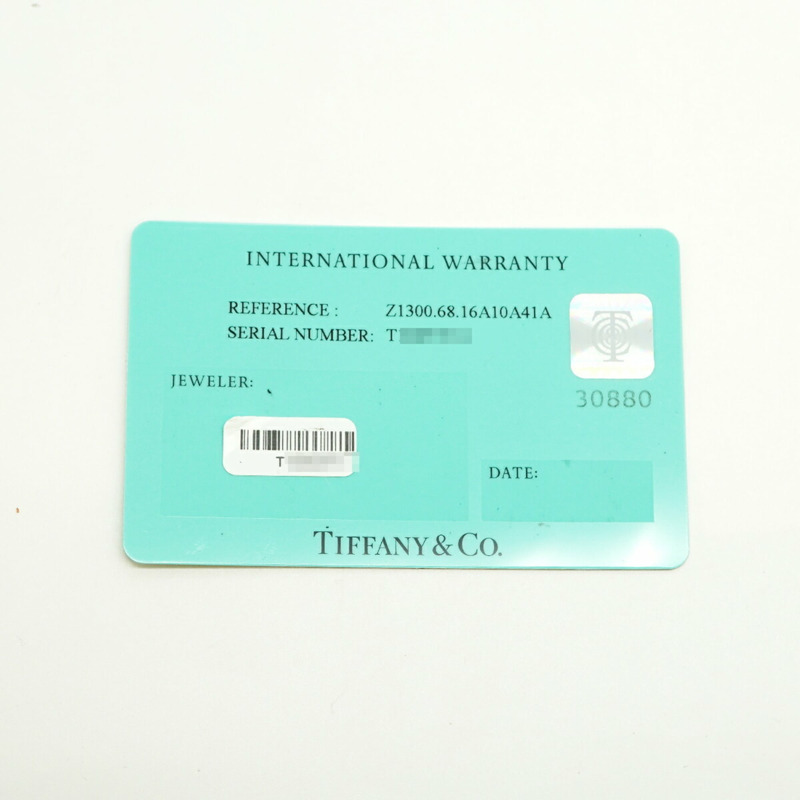 INTERNATIONAL WARRANTY
REFERENCE : Z1300.68.16A10A41A
SERIAL NUMBER: T
JEWELER:
30880
T
DATE:
TIFFANY & CO.